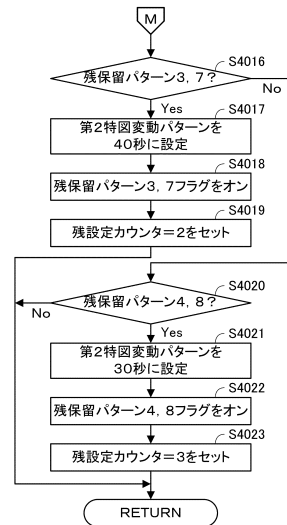 M
S4016
残保留パターン3, 7?
No
Yes
S4017
第2特図変動パターンを
40秒に設定
S4018
残保留パターン3, 7フラグをオン
S4019
残設定カウンタ=2をセット
S4020
残保留パターン4, 8?
No
Yes
S4021
第2特図変動パターンを
30秒に設定
S4022
残保留パターン4, 8フラグをオン
S4023
残設定カウンタ=3をセット
RETURN